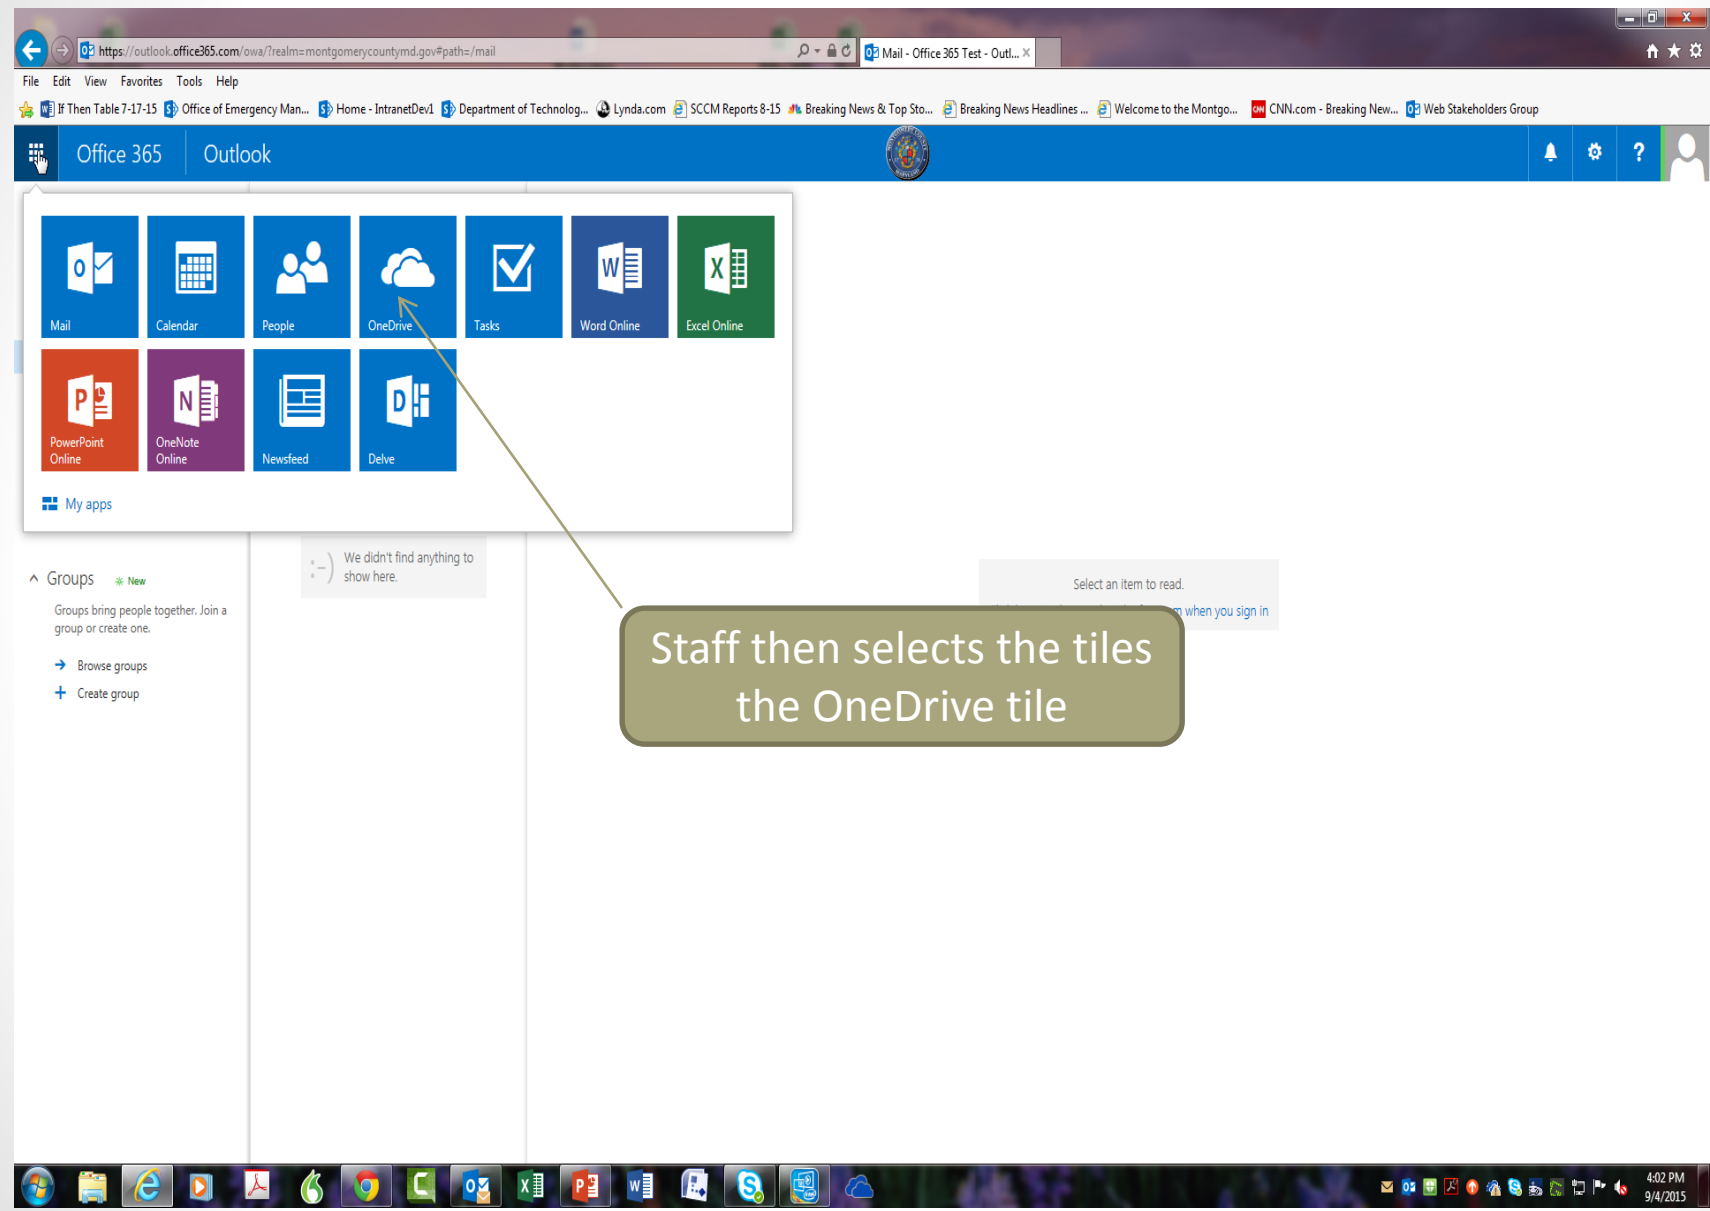 https://outlook.office365.com/owa/?realm=montgomerycountymd.gov#path=/mail
Mail - Office 365 Test - Outl...
File Edit View Favorites Tools Help
If Then Table 7-17-15 Office of Emergency Man... Home - IntranetDev1 Department of Technolog... Lynda.com SCCM Reports 8-15 Breaking News & Top Sto... Breaking News Headlines ... Welcome to the Montgo... CNN.com - Breaking New... Web Stakeholders Group
Office 365 Outlook
Mail Calendar People OneDrive Tasks Word Online Excel Online
PowerPoint Online
OneNote Online
Newsfeed Delve
My apps
We didn't find anything to
show here.
Groups New
Groups bring people together. Join a
group or create one.
Browse groups
Create group
Select an item to read.
when you sign in
Staff then selects the tiles
the OneDrive tile
4:02 PM
9/4/2015